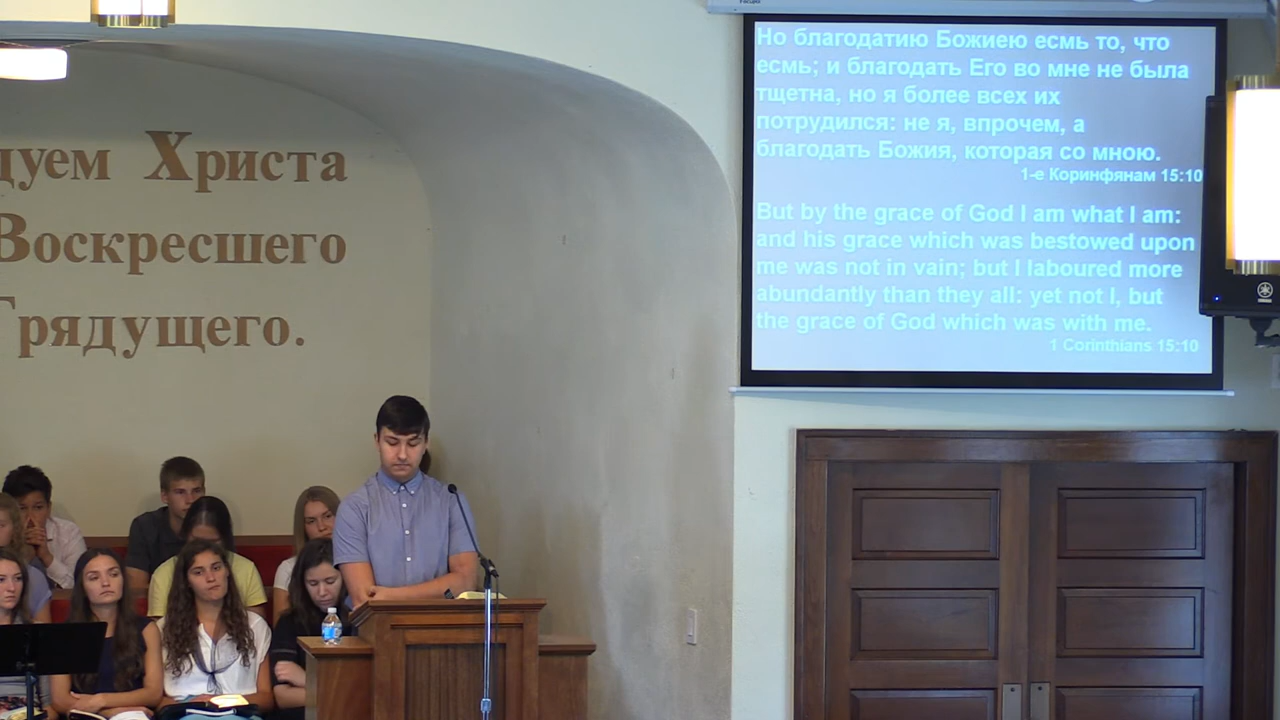 дуем Христа
Воскресшего
Грядущего.
Но благодатию Божиею есмь то, что
есмь; и благодать Его во мне не была
тщетна, но я более всех их
потрудился: не я, впрочем, а
благодать Божия, которая со мною.
1-е Коринфянам 15:10
But by the grace of God I am what I am:
and his grace which was bestowed upon
me was not in vain; but I laboured more
abundantly than they all: yet not I, but
the grace of God which was with me.
1 Corinthians 15:10
YAMAHA